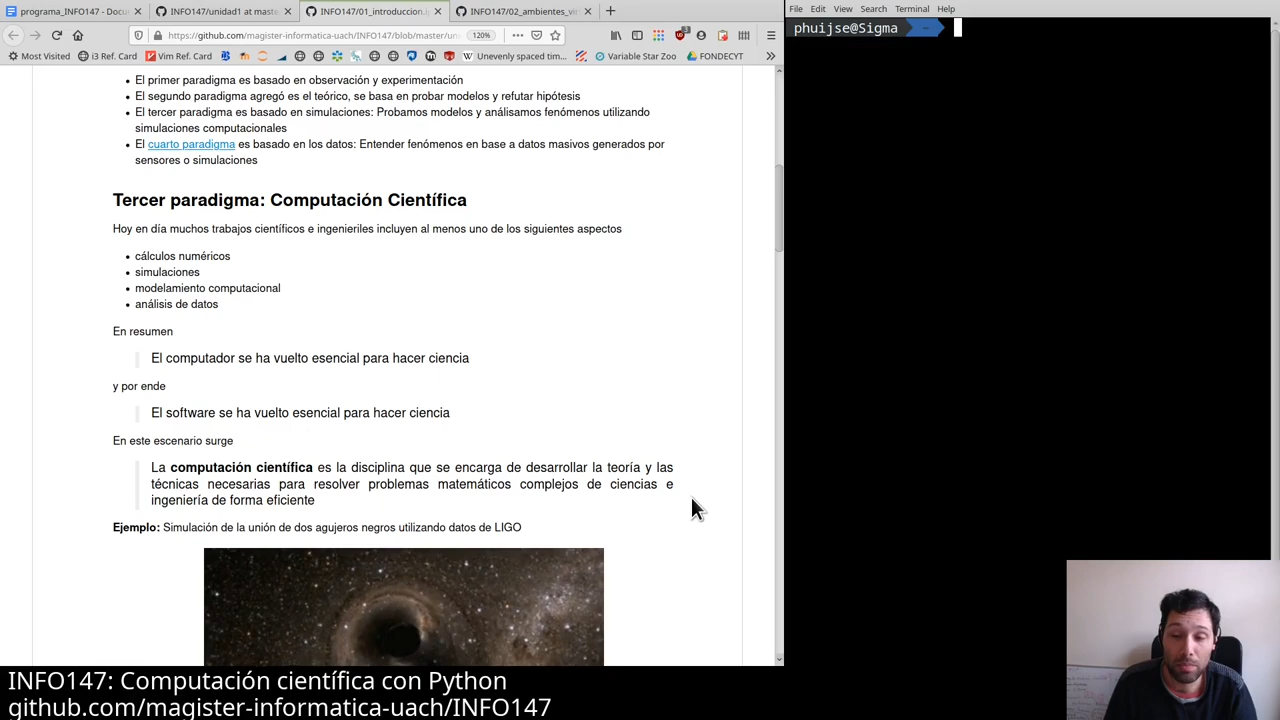 programa_INFO147 - Docu
INFO147/unidad1 at maste
INFO147/01_introduccion.ip
INFO147/02_ambientes_virt
https://github.com/magister-informatica-uach/INFO147/blob/master/un
120%
Most Visited
i3 Ref. Card
Vim Ref. Card
Unevenly spaced tim...
Variable Star Zoo
FONDECYT
El primer paradigma es basado en observación y experimentación
El segundo paradigma agregó es el teórico, se basa en probar modelos y refutar hipótesis
El tercer paradigma es basado en simulaciones: Probamos modelos y análisamos fenómenos utilizando
simulaciones computacionales
El cuarto paradigma es basado en los datos: Entender fenómenos en base a datos masivos generados por
sensores o simulaciones
Tercer paradigma: Computación Científica
Hoy en día muchos trabajos científicos e ingenieriles incluyen al menos uno de los siguientes aspectos
cálculos numéricos
simulaciones
modelamiento computacional
análisis de datos
En resumen
El computador se ha vuelto esencial para hacer ciencia
y por ende
El software se ha vuelto esencial para hacer ciencia
En este escenario surge
La computación científica es la disciplina que se encarga de desarrollar la teoría y las
técnicas necesarias para resolver problemas matemáticos complejos de ciencias e
ingeniería de forma eficiente
Ejemplo: Simulación de la unión de dos agujeros negros utilizando datos de LIGO
File Edit View Search Terminal Help
phuijse@Sigma ~
INFO147: Computación científica con Python
github.com/magister-informatica-uach/INFO147